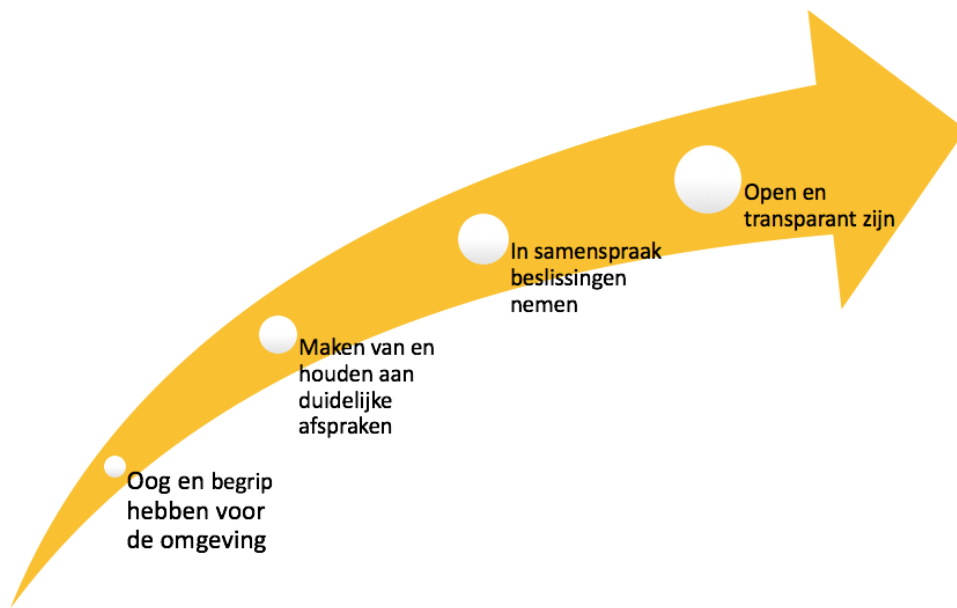 Oog en begrip
hebben voor
de omgeving
Maken van en
houden aan
duidelijke
afspraken
In samenspraak
beslissingen
nemen
Open en
transparant zijn